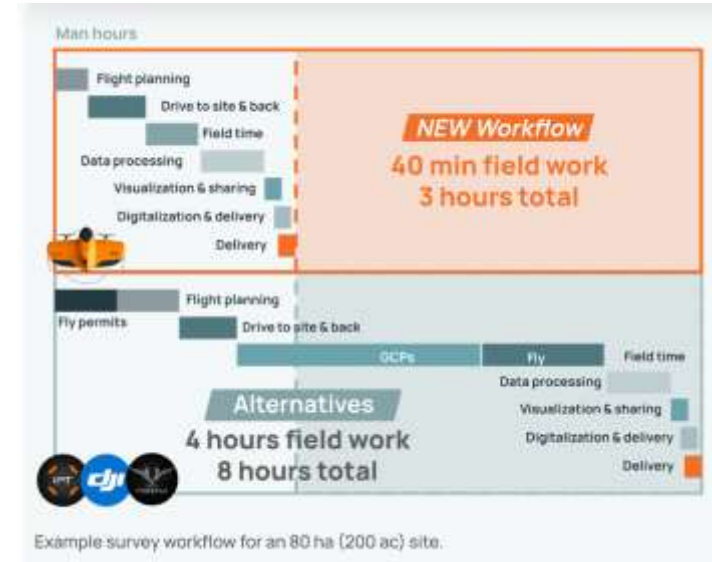 Man hours
Flight planning
Drive to site & back
Field time
Data processing
Visualization & sharing
Digitalization & delivery
Delivery
NEW Workflow
40 min field work
3 hours total
Flight planning
Fly permits
Drive to site & back
GCPs
Fly
Field time
Data processing
Visualization & sharing
Digitalization & delivery
Delivery
Alternatives
4 hours field work
8 hours total
dji
Example survey workflow for an 80 ha (200 ac) site.